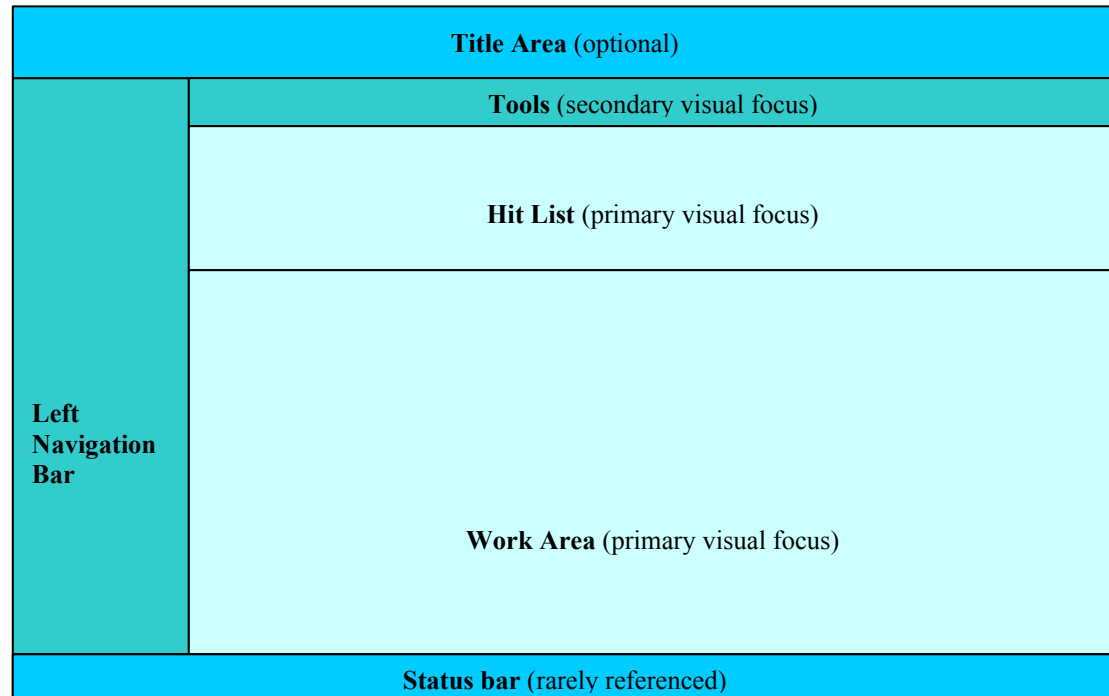 Title Area (optional)
Tools (secondary visual focus)
Hit List (primary visual focus)
Left
Navigation
Bar
Work Area (primary visual focus)
Status bar (rarely referenced)